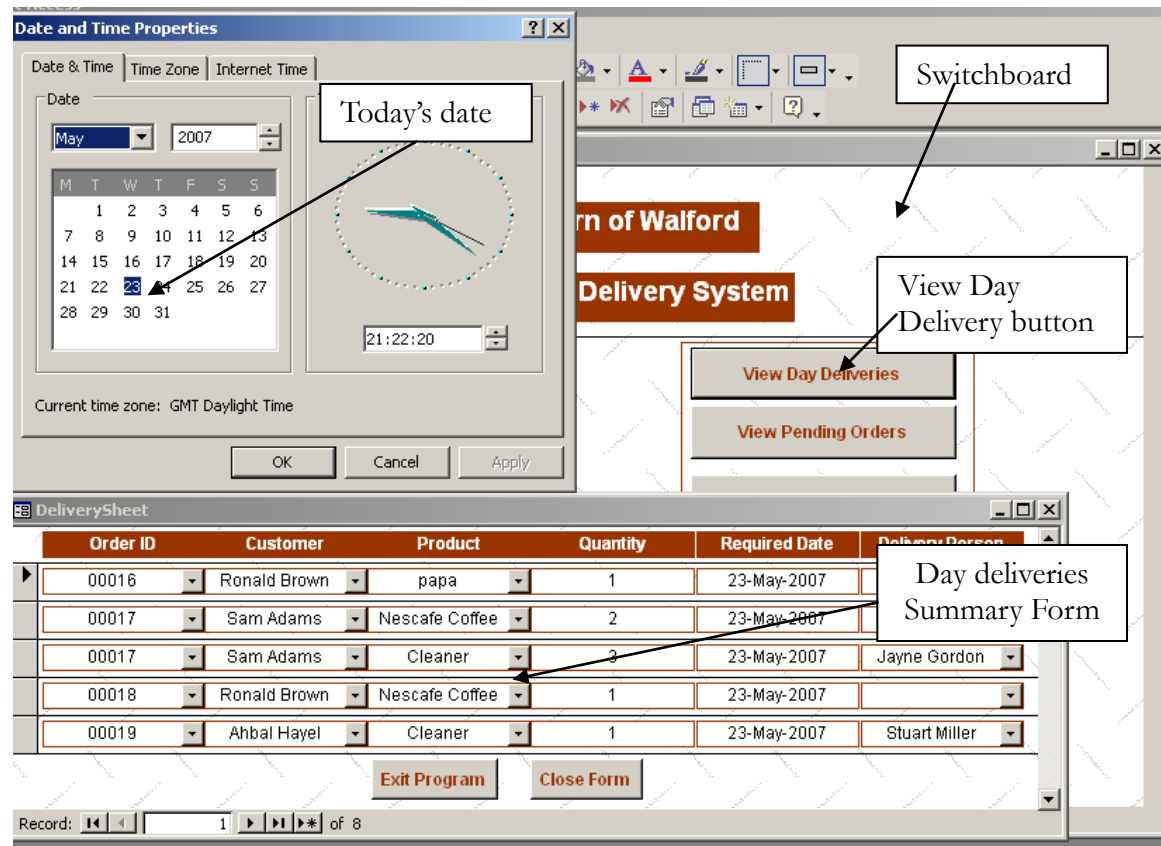 Date and Time Properties
Date & Time Time Zone Internet Time
Date
Today's date
May 2007
M T W T F S S
1 2 3 4 5 6
7 8 9 10 11 12 13
14 15 16 17 18 19 20
21 22 23 24 25 26 27
28 29 30 31
21:22:20
Current time zone: GMT Daylight Time
OK Cancel Apply
Switchboard
rn of Walford
Delivery System
View Day
Delivery button
View Day Deliveries
View Pending Orders
DeliverySheet
Order ID Customer Product Quantity Required Date Delivery Person
00016 Ronald Brown papa 1 23-May-2007
00017 Sam Adams Nescafe Coffee 2 23-May-2007
00017 Sam Adams Cleaner 3 23-May-2007 Jayne Gordon
00018 Ronald Brown Nescafe Coffee 1 23-May-2007
00019 Ahbal Hayel Cleaner 1 23-May-2007 Stuart Miller
Day deliveries
Summary Form
Exit Program Close Form
Record: 1 of 8